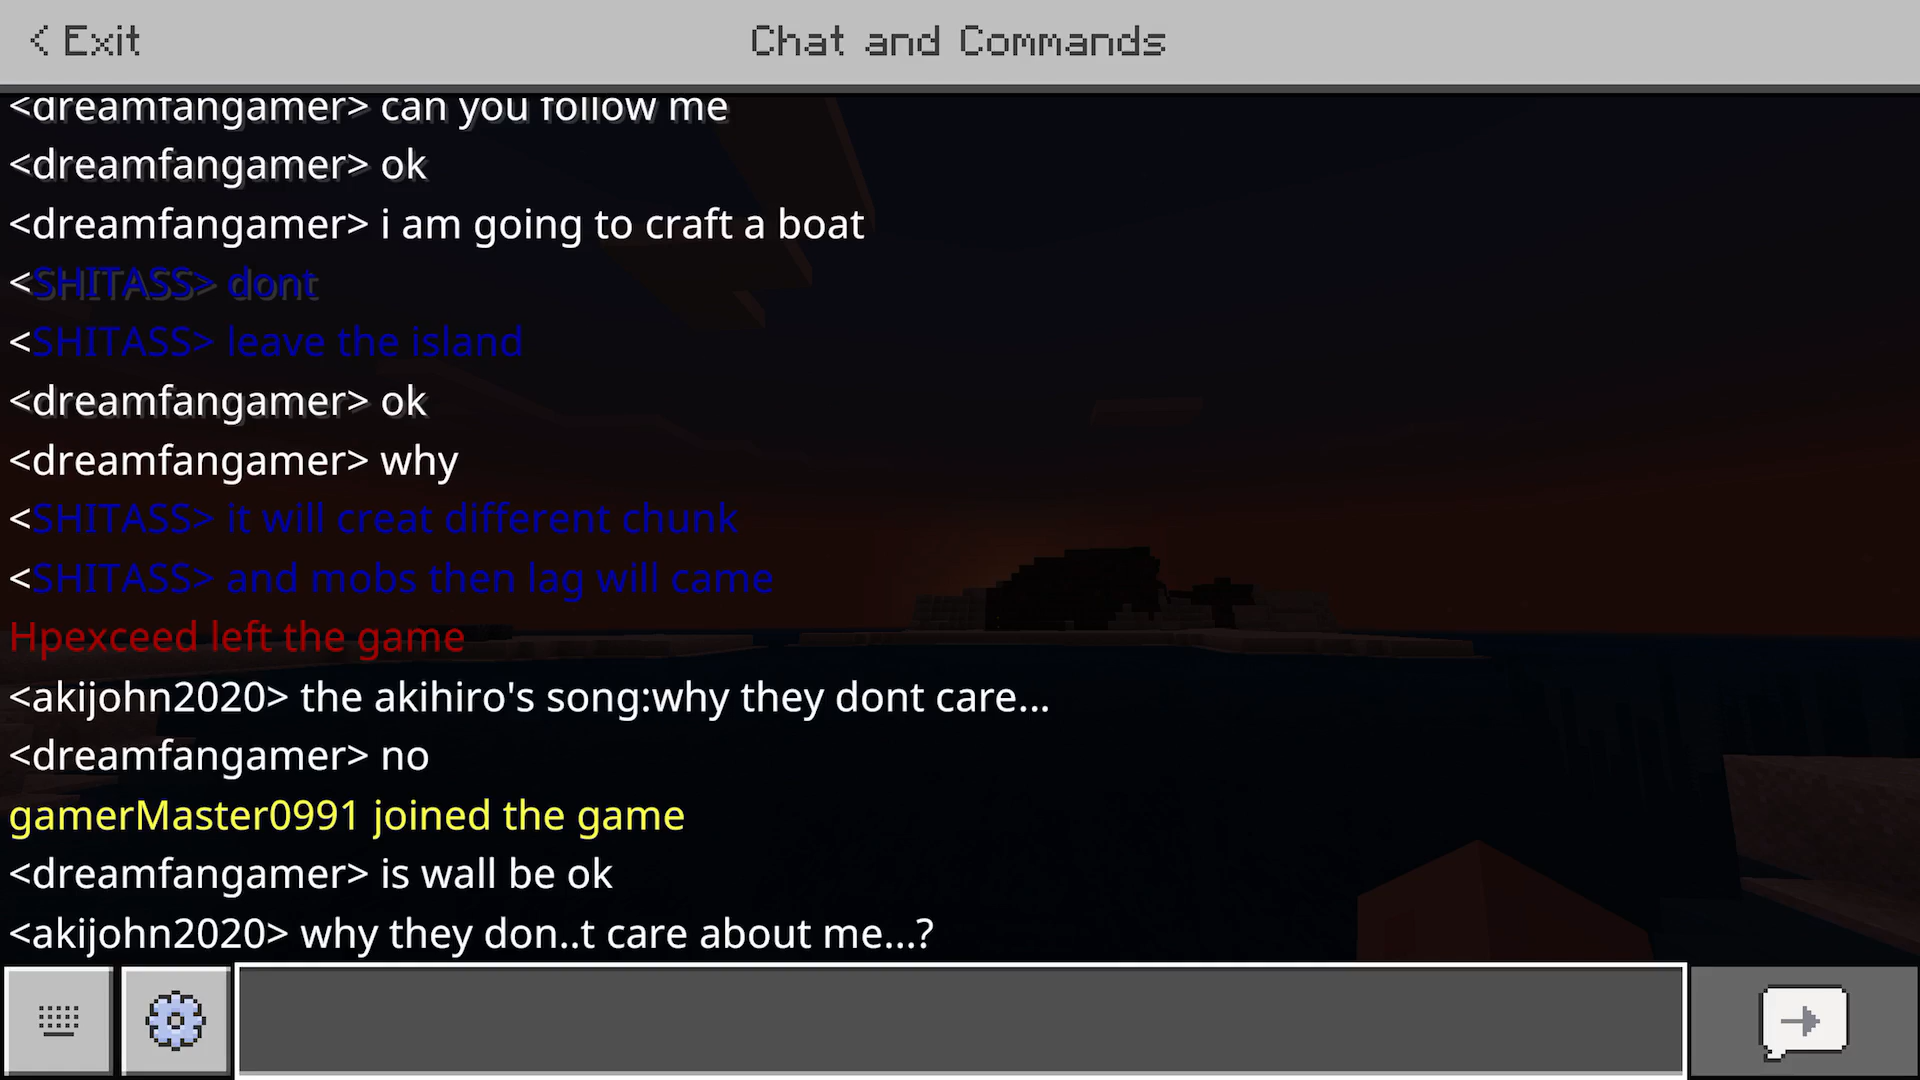 < Exit
Chat and Commands
<dreamfangamer> can you follow me
<dreamfangamer> ok
<dreamfangamer> i am going to craft a boat
<SHITASS> dont
<SHITASS> leave the island
<dreamfangamer> ok
<dreamfangamer> why
<SHITASS> it will creat different chunk
<SHITASS> and mobs then lag will came
Hpexceed left the game
<akijohn2020> the akihiro's song:why they dont care...
<dreamfangamer> no
gamerMaster0991 joined the game
<dreamfangamer> is wall be ok
<akijohn2020> why they don..t care about me...?